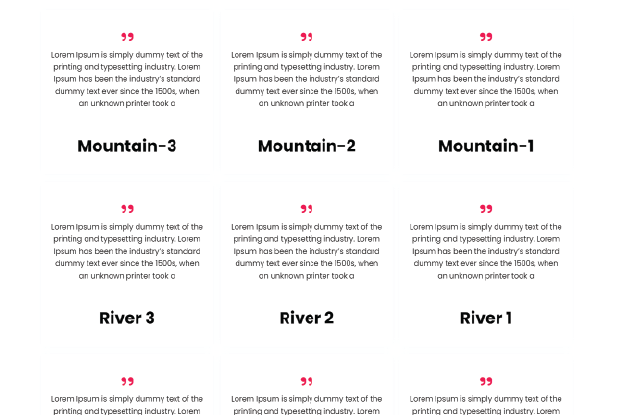 ”
Lorem Ipsum is simply dummy text of the
printing and typesetting industry. Lorem
Ipsum has been the industry's standard
dummy text ever since the 1500s, when
an unknown printer took a
Mountain-3
”
Lorem Ipsum is simply dummy text of the
printing and typesetting industry. Lorem
Ipsum has been the industry's standard
dummy text ever since the 1500s, when
an unknown printer took a
Mountain-2
”
Lorem Ipsum is simply dummy text of the
printing and typesetting industry. Lorem
Ipsum has been the industry's standard
dummy text ever since the 1500s, when
an unknown printer took a
Mountain-1
”
Lorem Ipsum is simply dummy text of the
printing and typesetting industry. Lorem
Ipsum has been the industry's standard
dummy text ever since the 1500s, when
an unknown printer took a
River 3
”
Lorem Ipsum is simply dummy text of the
printing and typesetting industry. Lorem
Ipsum has been the industry's standard
dummy text ever since the 1500s, when
an unknown printer took a
River 2
”
Lorem Ipsum is simply dummy text of the
printing and typesetting industry. Lorem
Ipsum has been the industry's standard
dummy text ever since the 1500s, when
an unknown printer took a
River 1
”
Lorem Ipsum is simply dummy text of the
printing and typesetting industry. Lorem
”
Lorem Ipsum is simply dummy text of the
printing and typesetting industry. Lorem
”
Lorem Ipsum is simply dummy text of the
printing and typesetting industry. Lorem